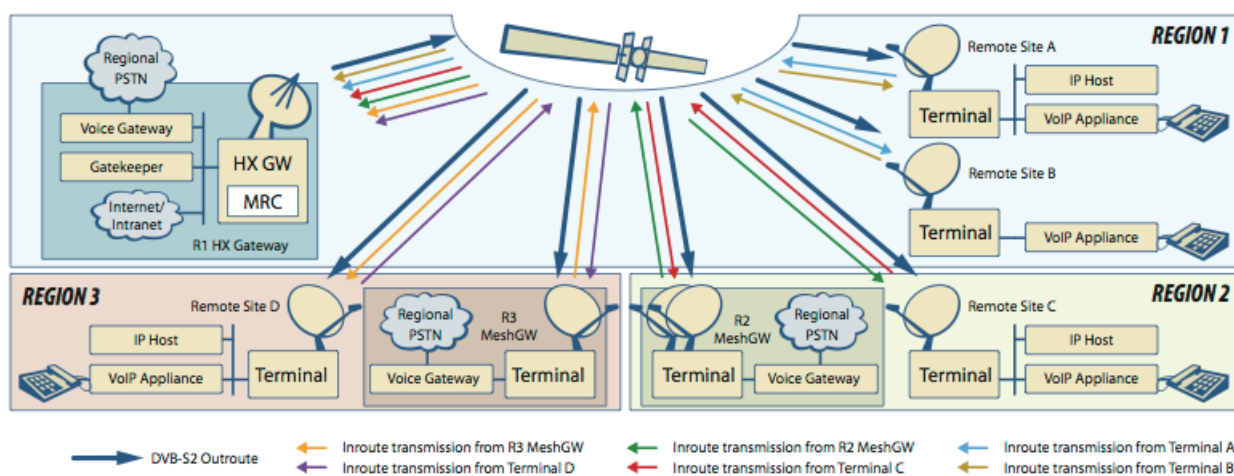 REGION 1
Regional
PSTN
Voice Gateway
Gatekeeper
Internet/
Intranet
HX GW
MRC
R1 HX Gateway
Remote Site A
IP Host
Terminal
VoIP Appliance
Remote Site B
Terminal
VoIP Appliance
REGION 3
Remote Site D
IP Host
VoIP Appliance
Terminal
Regional
PSTN
R3
MeshGW
Voice Gateway
Terminal
REGION 2
R2
MeshGW
Regional
PSTN
Terminal
Voice Gateway
Remote Site C
IP Host
Terminal
VoIP Appliance
DVB-S2 Outroute
Inroute transmission from R3 MeshGW
Inroute transmission from Terminal D
Inroute transmission from R2 MeshGW
Inroute transmission from Terminal C
Inroute transmission from Terminal A
Inroute transmission from Terminal B